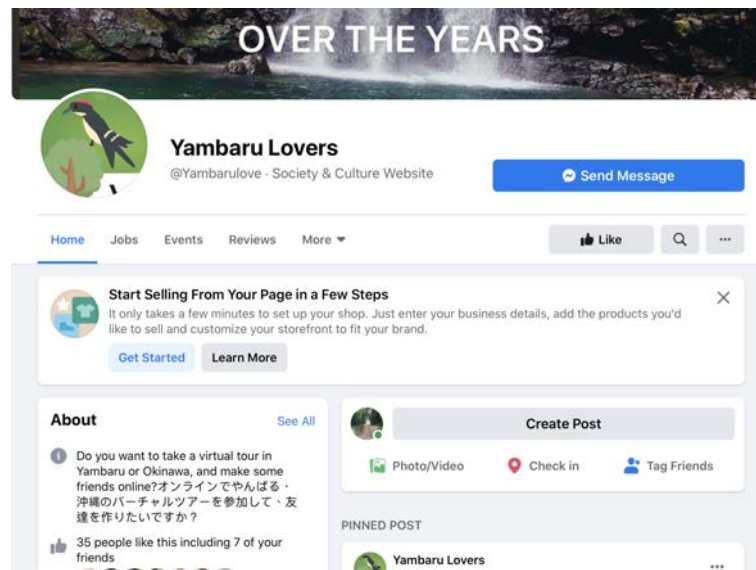 OVER THE YEARS
Yambaru Lovers
@Yambarulove · Society & Culture Website
Send Message
Home Jobs Events Reviews More
Like
Start Selling From Your Page in a Few Steps
It only takes a few minutes to set up your shop. Just enter your business details, add the products you'd
like to sell and customize your storefront to fit your brand.
Get Started Learn More
About See All
Do you want to take a virtual tour in
Yambaru or Okinawa, and make some
friends online?オンラインでやんばる・
沖縄のバーチャルツアーを参加して、友
達を作りたいですか？
35 people like this including 7 of your
friends
Create Post
Photo/Video Check in Tag Friends
PINNED POST
Yambaru Lovers